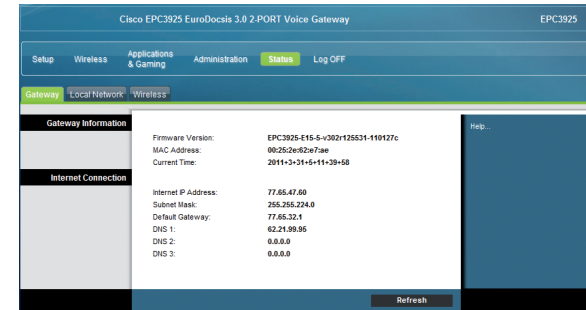 Cisco EPC3925 EuroDocsis 3.0 2-PORT Voice Gateway
EPC3925
Setup Wireless Applications & Gaming Administration Status Log OFF
Gateway Local Network Wireless
Gateway Information
Help...
Firmware Version: EPC3925-E15-5-v302r125531-110127c
MAC Address: 00:25:2e:62:e7:ae
Current Time: 2011+3+31+5+11+39+58
Internet Connection
Internet IP Address: 77.65.47.60
Subnet Mask: 255.255.224.0
Default Gateway: 77.65.32.1
DNS 1: 62.21.99.95
DNS 2: 0.0.0.0
DNS 3: 0.0.0.0
Refresh